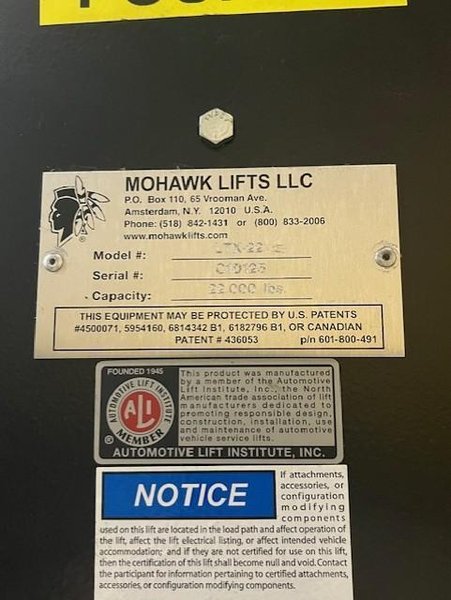 MOHAWK LIFTS LLC
P.O. Box 110, 65 Vrooman Ave.
Amsterdam, N.Y. 12010 U.S.A.
Phone: (518) 842-1431 or (800) 833-2006
www.mohawklifts.com
Model #:
Serial #:
Capacity: 22 000 lbs.
THIS EQUIPMENT MAY BE PROTECTED BY U.S. PATENTS
#4500071, 5954160, 6814342 B1, 6182796 B1, OR CANADIAN
PATENT # 436053 p/n 601-800-491
FOUNDED 1945
AUTOMOTIVE LIFT INSTITUTE
ALI
MEMBER
®
This product was manufactured
by a member of the Automotive
Lift Institute, Inc., the North
American trade association of lift
manufacturers dedicated to
promoting responsible design,
construction, installation, use
and maintenance of automotive
vehicle service lifts.
AUTOMOTIVE LIFT INSTITUTE, INC.
NOTICE
If attachments,
accessories, or
configuration
modifying
components
used on this lift are located in the load path and affect operation of
the lift, affect the lift electrical listing, or affect intended vehicle
accommodation; and if they are not certified for use on this lift,
then the certification of this lift shall become null and void. Contact
the participant for information pertaining to certified attachments,
accessories, or configuration modifying components.